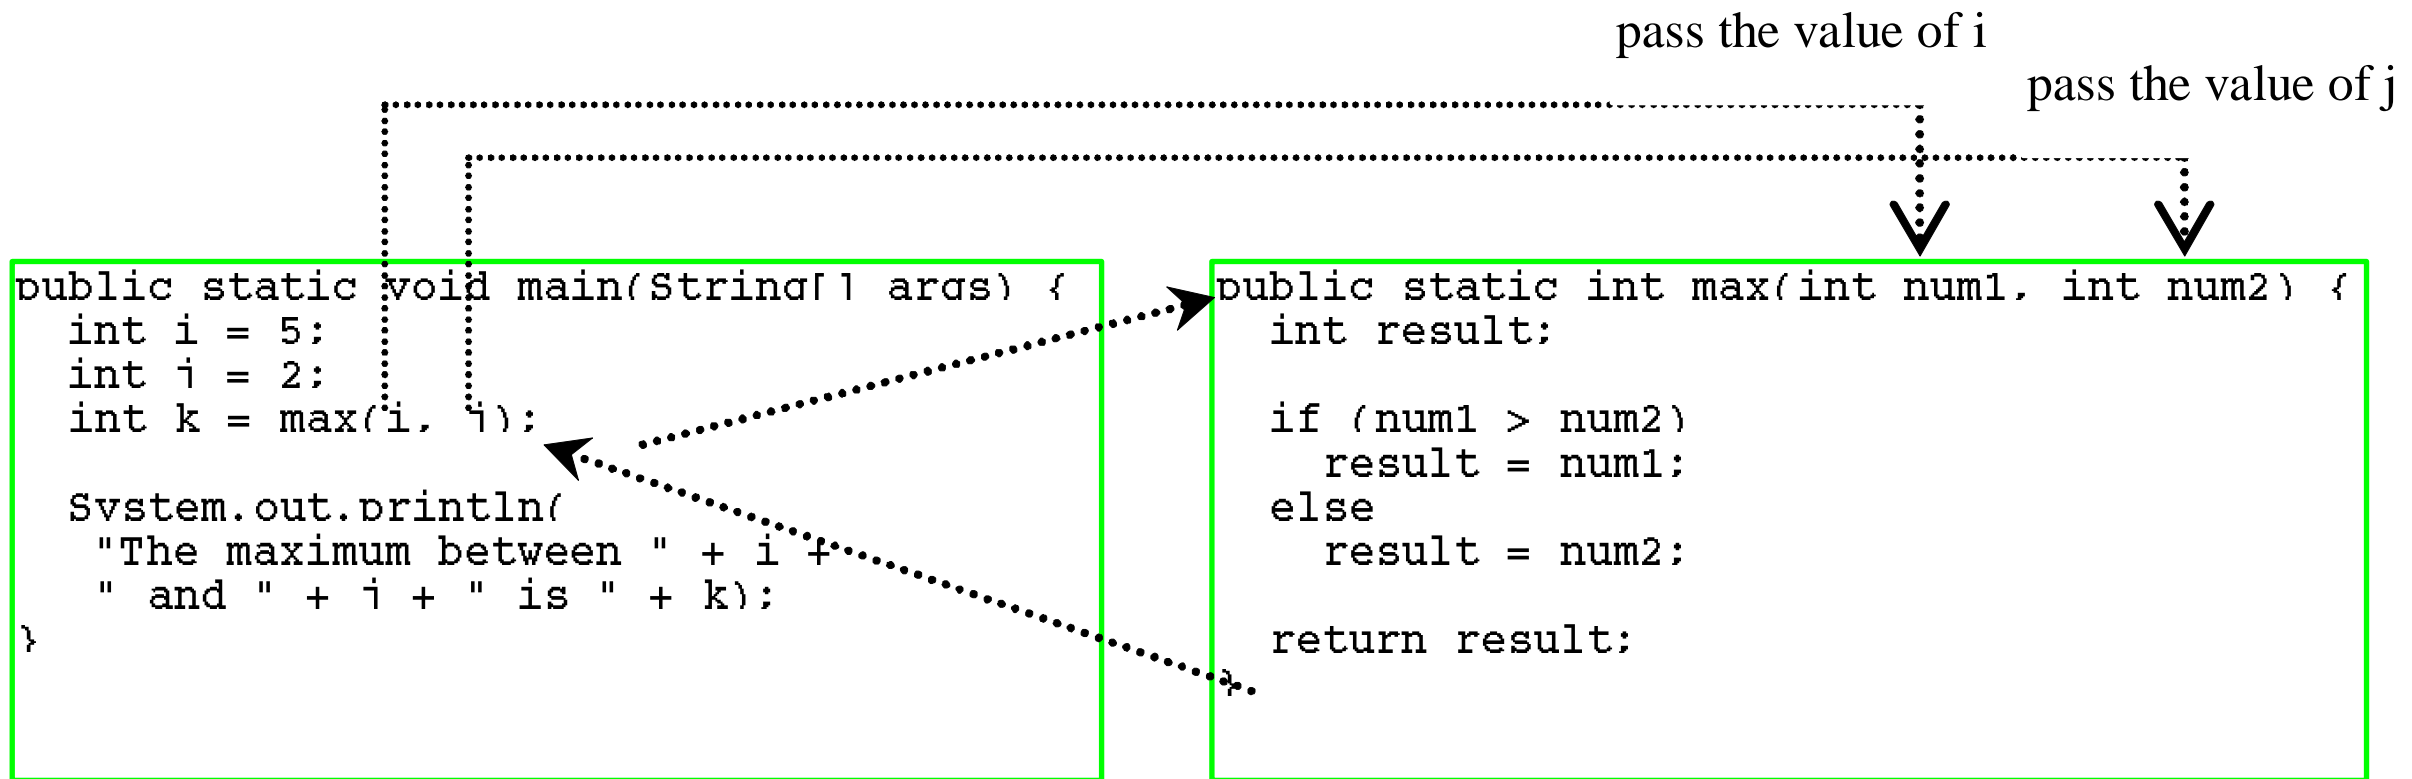 pass the value of i
pass the value of j
public static void main(String[] args) {
int i = 5;
int j = 2;
int k = max(i, j);
System.out.println(
"The maximum between " + i +
" and " + j + " is " + k);
}
public static int max(int num1, int num2) {
int result;
if (num1 > num2)
result = num1;
else
result = num2;
return result;
}